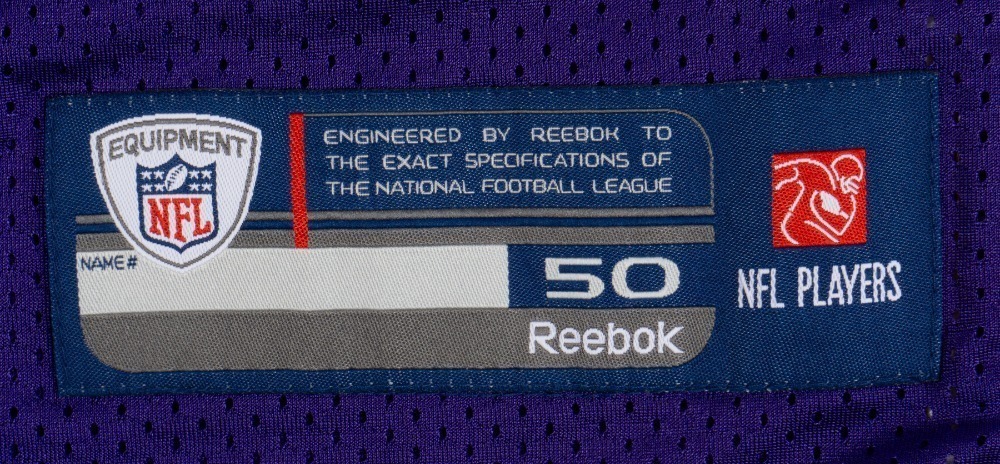 EQUIPMENT
NFL
ENGINEERED BY REEBOK TO
THE EXACT SPECIFICATIONS OF
THE NATIONAL FOOTBALL LEAGUE
NAME#
50
Reebok
NFL PLAYERS